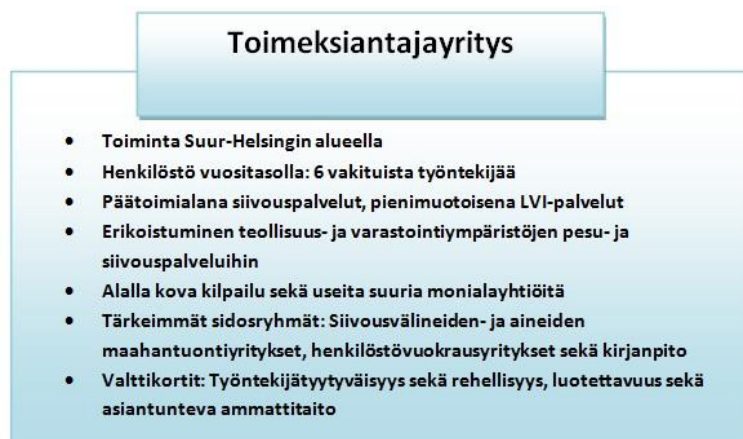 Toimeksiantajayritys
• Toiminta Suur-Helsingin alueella
• Henkilöstö vuositasolla: 6 vakituista työntekijää
• Päätoimialana siivouspalvelut, pienimuotoisena LVI-palvelut
• Erikoistuminen teollisuus- ja varastointiympäristöjen pesu- ja
siivouspalveluihin
• Alalla kova kilpailu sekä useita suuria monialayhtiöitä
• Tärkeimmät sidosryhmät: Siivousvälineiden- ja aineiden
maahantuontiyritykset, henkilöstövuokrausyritykset sekä kirjanpito
• Valttikortit: Työntekijätyytyväisyys sekä rehellisyys, luotettavuus sekä
asiantunteva ammattitaito